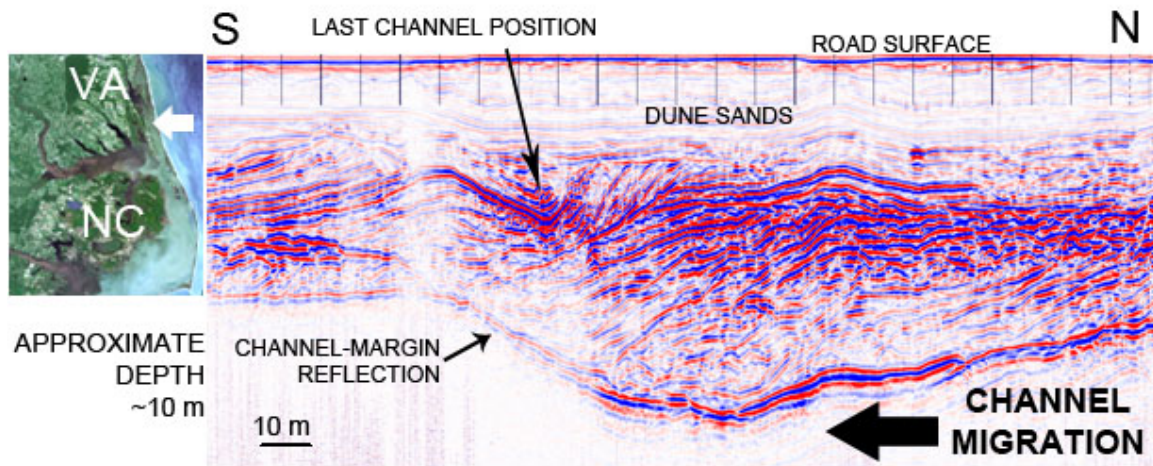 S
LAST CHANNEL POSITION
ROAD SURFACE
N
VA
DUNE SANDS
NC
APPROXIMATE
DEPTH
~10 m
CHANNEL-MARGIN
REFLECTION
10 m
CHANNEL
MIGRATION